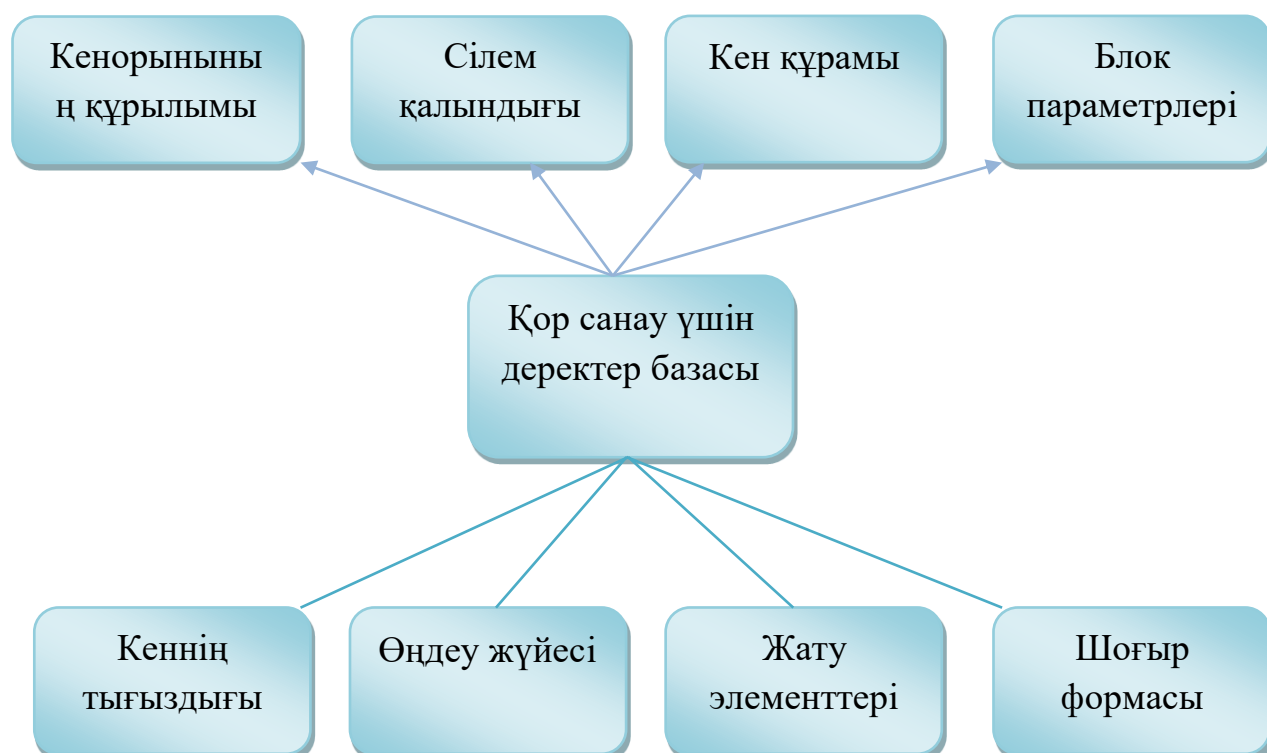 Кенорыныны
ң құрылымы
Сілем
қалындығы
Кен құрамы
Блок
параметрлері
Қор санау үшін
деректер базасы
Кеннің
тығыздығы
Өңдеу жүйесі
Жату
элементтері
Шоғыр
формасы